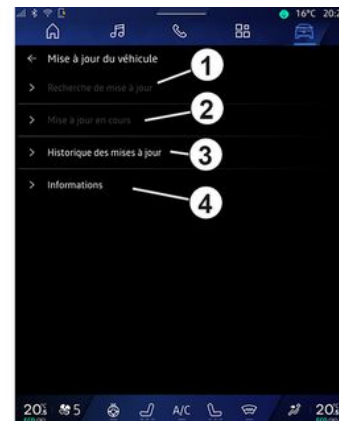 16°C 20:2
Mise à jour du véhicule
Recherche de mise à jour
1
Mise à jour en cours
2
Historique des mises à jour
3
Informations
4
20 5 A/C 20